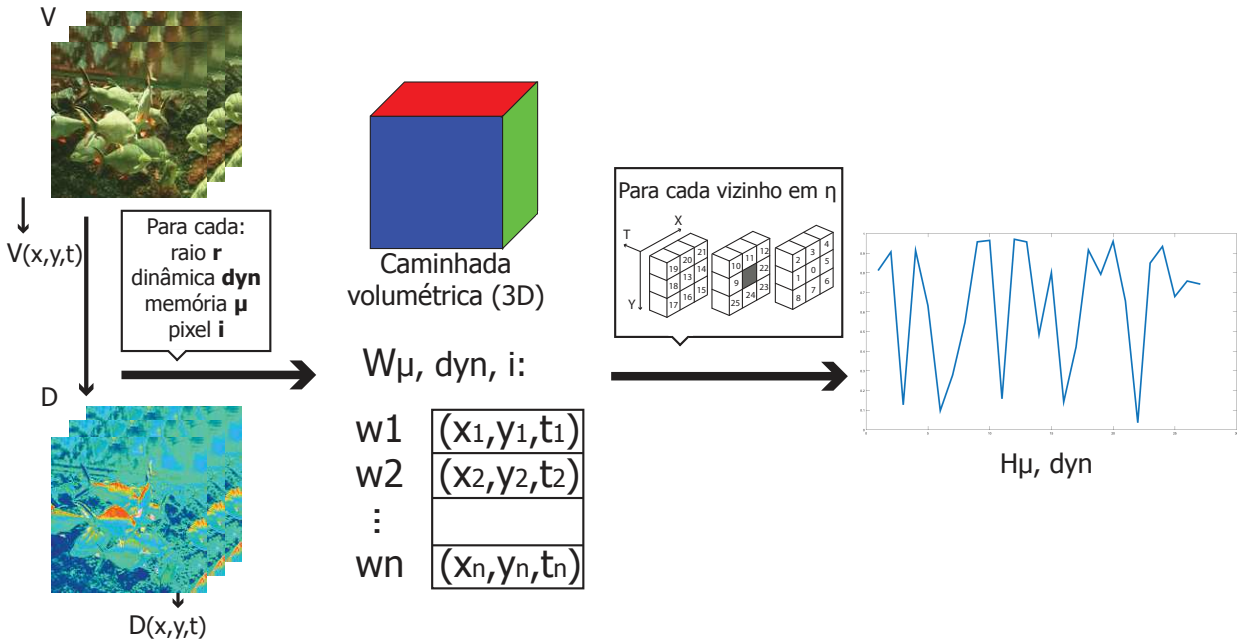 V
V(x,y,t)
Para cada:
raio r
dinâmica dyn
memória μ
pixel i
D
D(x,y,t)
Caminhada
volumétrica (3D)
Wμ, dyn, i:
w1 (x1,y1,t1)
w2 (x2,y2,t2)
⋮
wn (xn,yn,tn)
Para cada vizinho em η
X
T
Y
19 20 21
18 13 14
17 16 15
10 11 12
9 22
25 24 23
2 3 4
1 0 5
8 7 6
Hμ, dyn